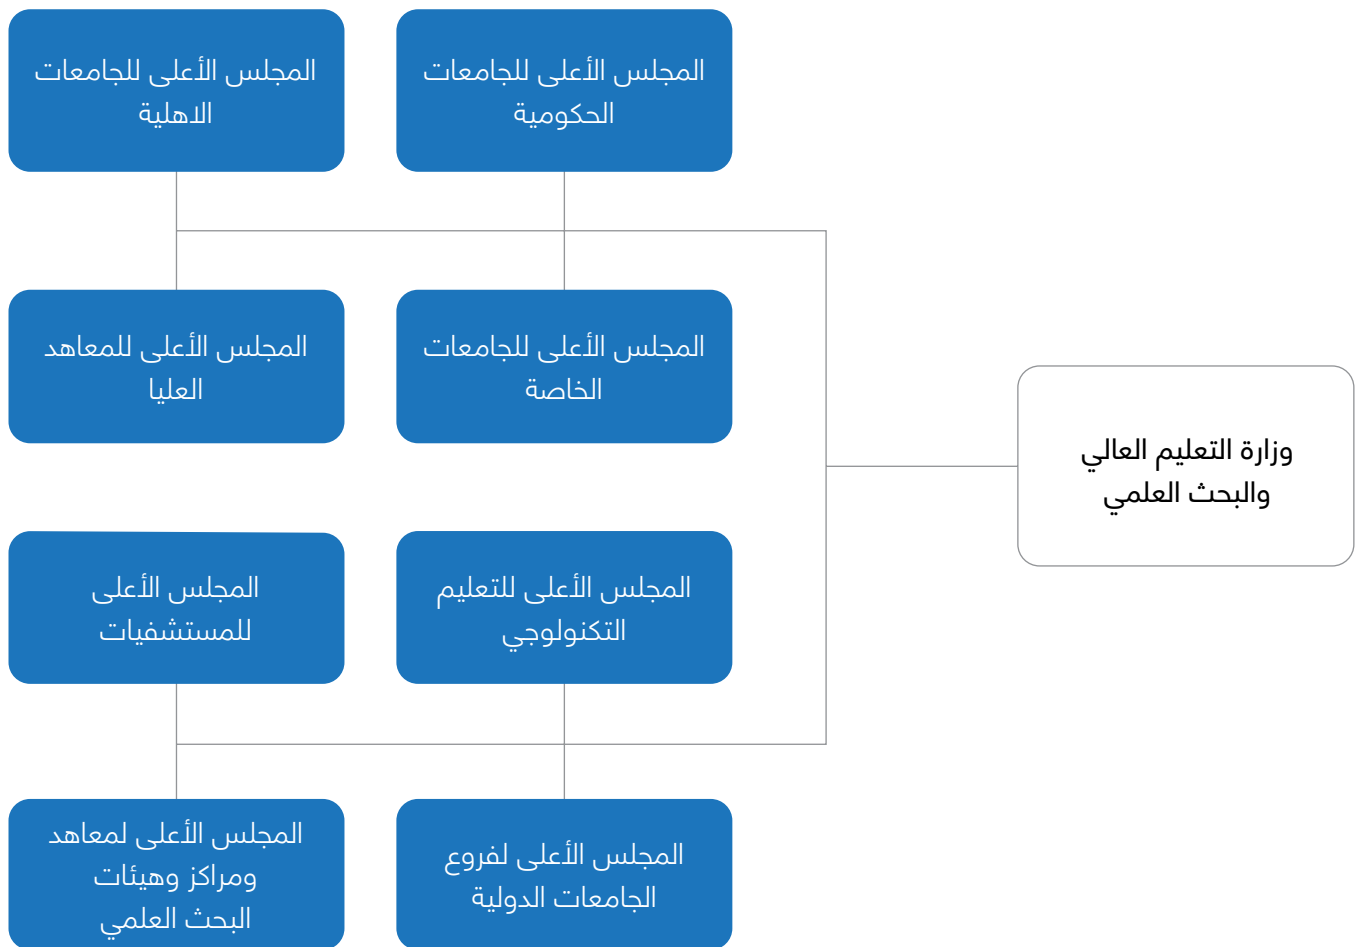 المجلس الأعلى للجامعات
الحكومية
المجلس الأعلى للجامعات
الاهلية
المجلس الأعلى للجامعات
الخاصة
المجلس الأعلى للمعاهد
العليا
وزارة التعليم العالي
والبحث العلمي
المجلس الأعلى للتعليم
التكنولوجي
المجلس الأعلى
للمستشفيات
المجلس الأعلى لفروع
الجامعات الدولية
المجلس الأعلى لمعاهد
ومراكز وهيئات
البحث العلمي